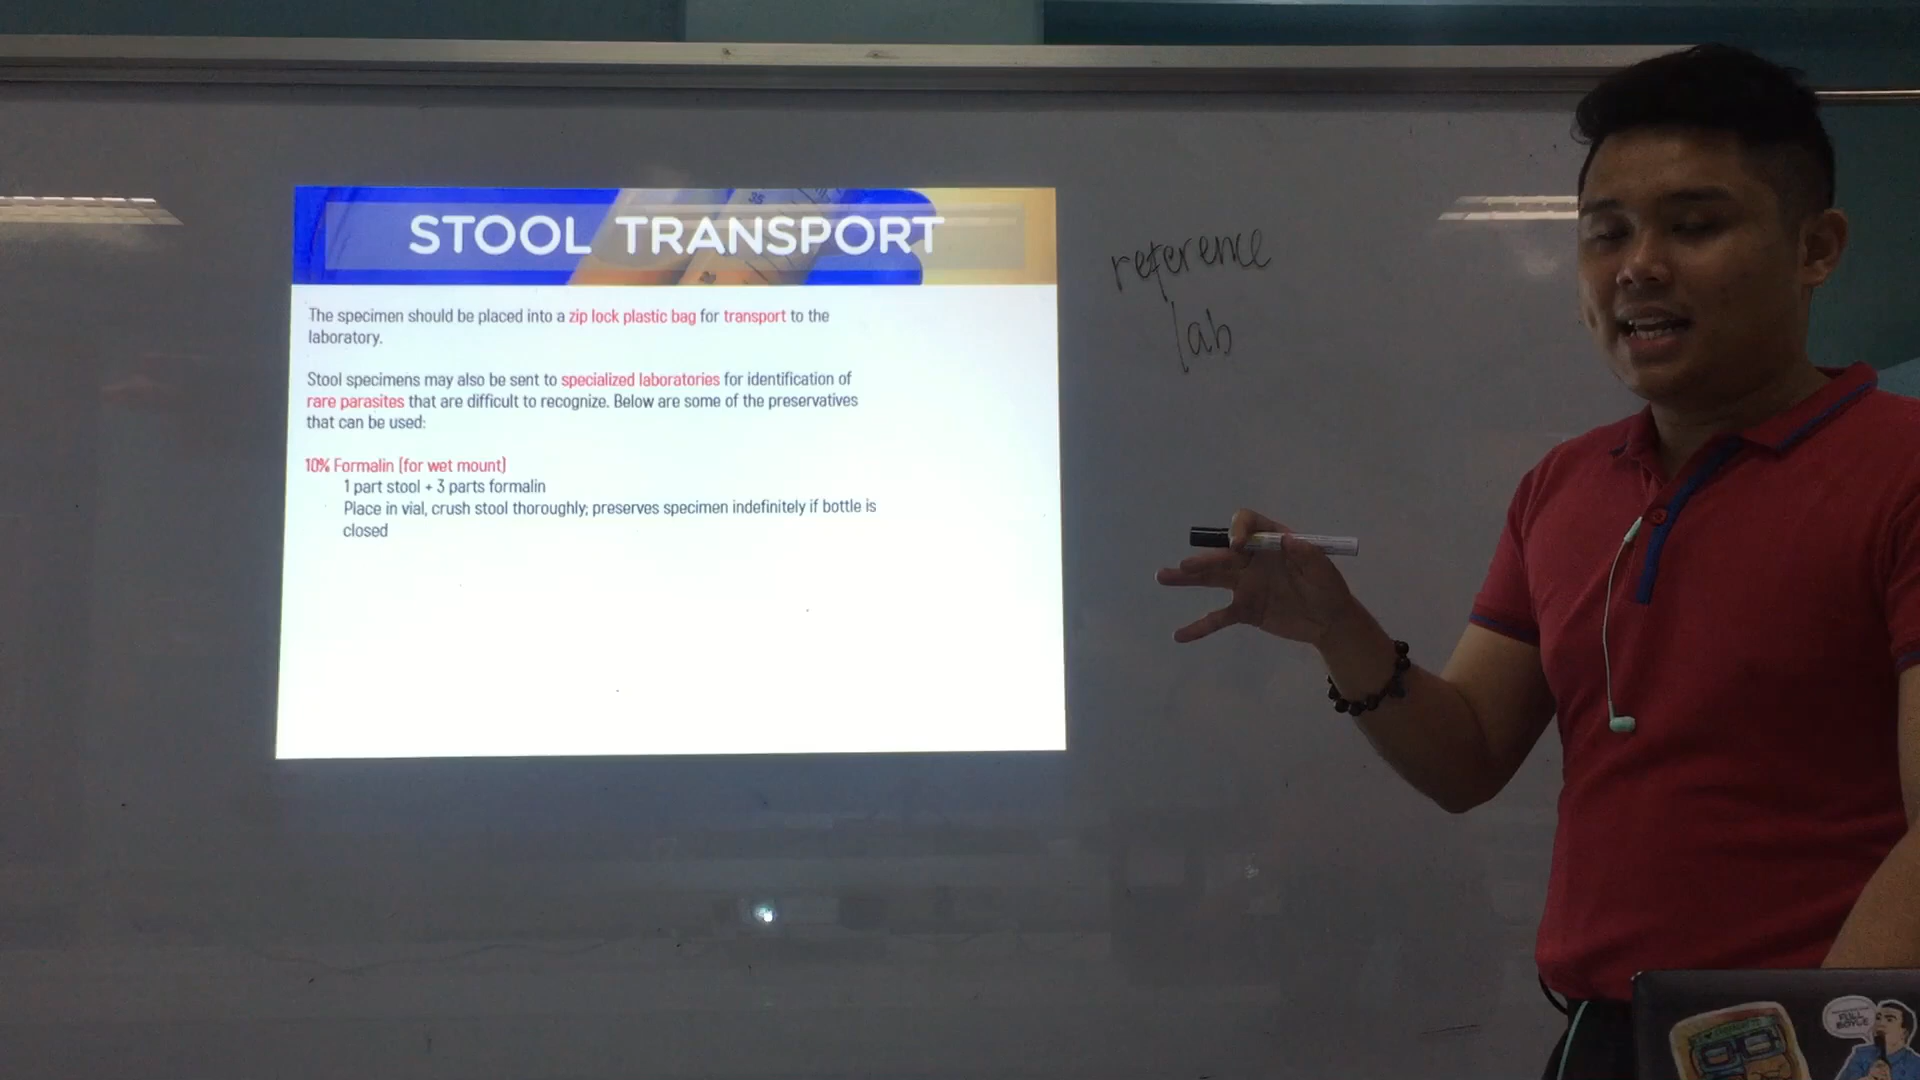 STOOL TRANSPORT
The specimen should be placed into a zip lock plastic bag for transport to the
laboratory.
Stool specimens may also be sent to specialized laboratories for identification of
rare parasites that are difficult to recognize. Below are some of the preservatives
that can be used:
10% Formalin (for wet mount)
1 part stool + 3 parts formalin
Place in vial, crush stool thoroughly; preserves specimen indefinitely if bottle is
closed
reference
lab
FULL
BOYLE